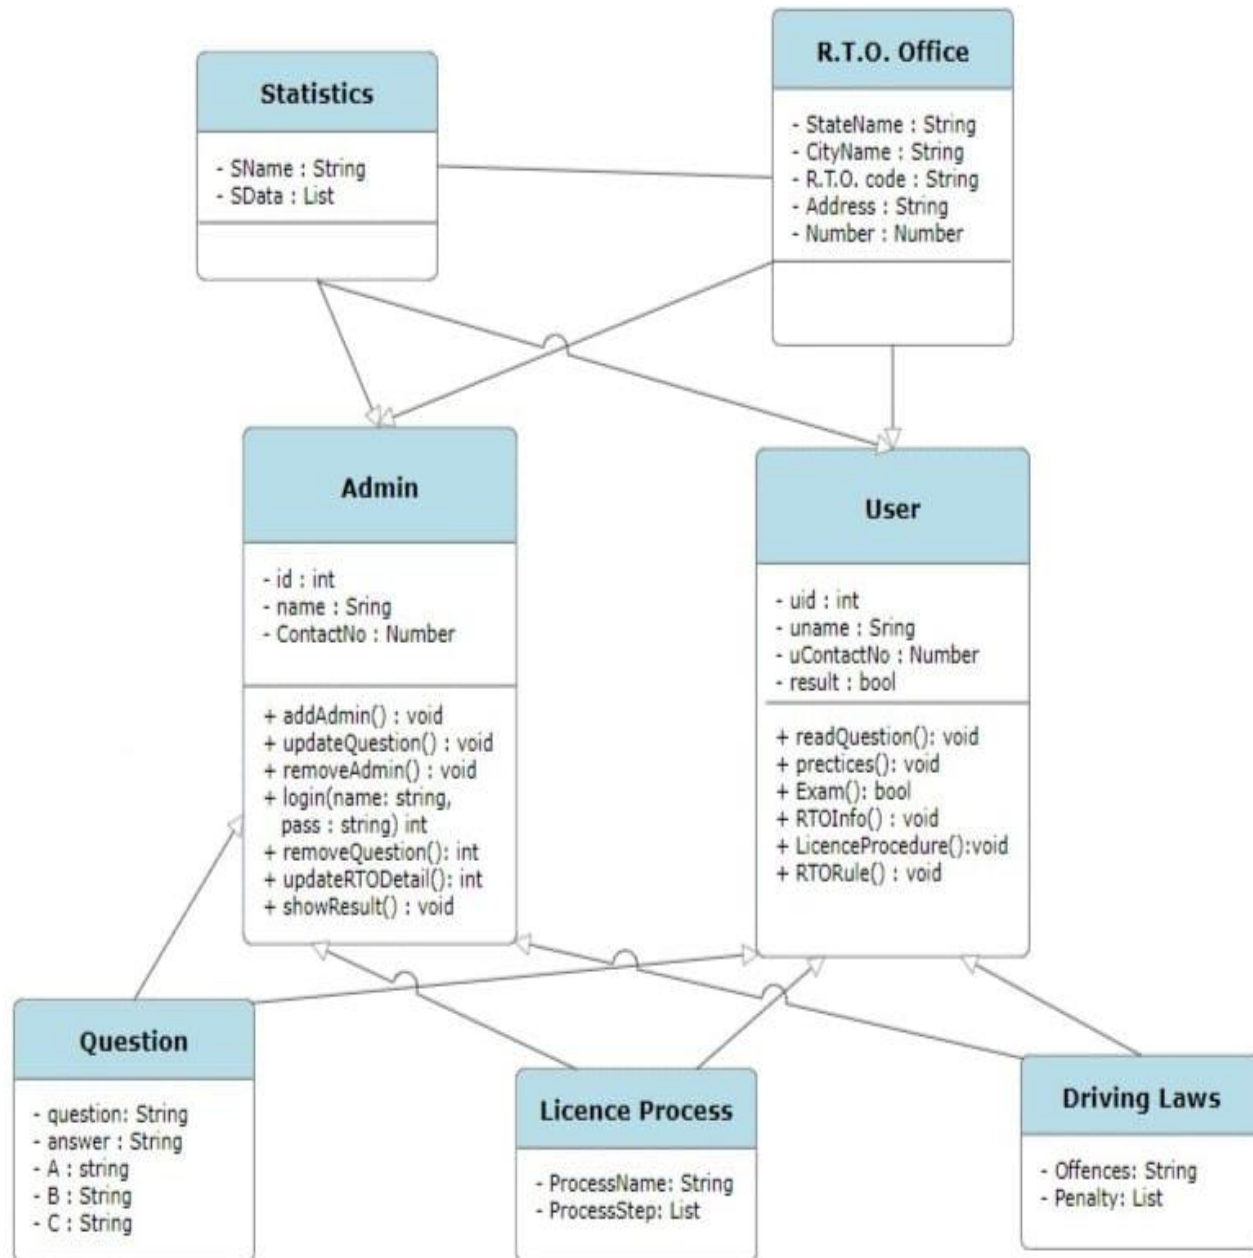 Statistics
- SName : String
- SData : List
R.T.O. Office
- StateName : String
- CityName : String
- R.T.O. code : String
- Address : String
- Number : Number
Admin
- id : int
- name : Sring
- ContactNo : Number
+ addAdmin() : void
+ updateQuestion() : void
+ removeAdmin() : void
+ login(name: string,
pass : string) int
+ removeQuestion(): int
+ updateRTODetail(): int
+ showResult() : void
User
- uid : int
- uname : Sring
- uContactNo : Number
- result : bool
+ readQuestion(): void
+ prectices(): void
+ Exam(): bool
+ RTOInfo() : void
+ LicenceProcedure():void
+ RTORule() : void
Question
- question: String
- answer : String
- A : string
- B : String
- C : String
Licence Process
- ProcessName: String
- ProcessStep: List
Driving Laws
- Offences: String
- Penalty: List